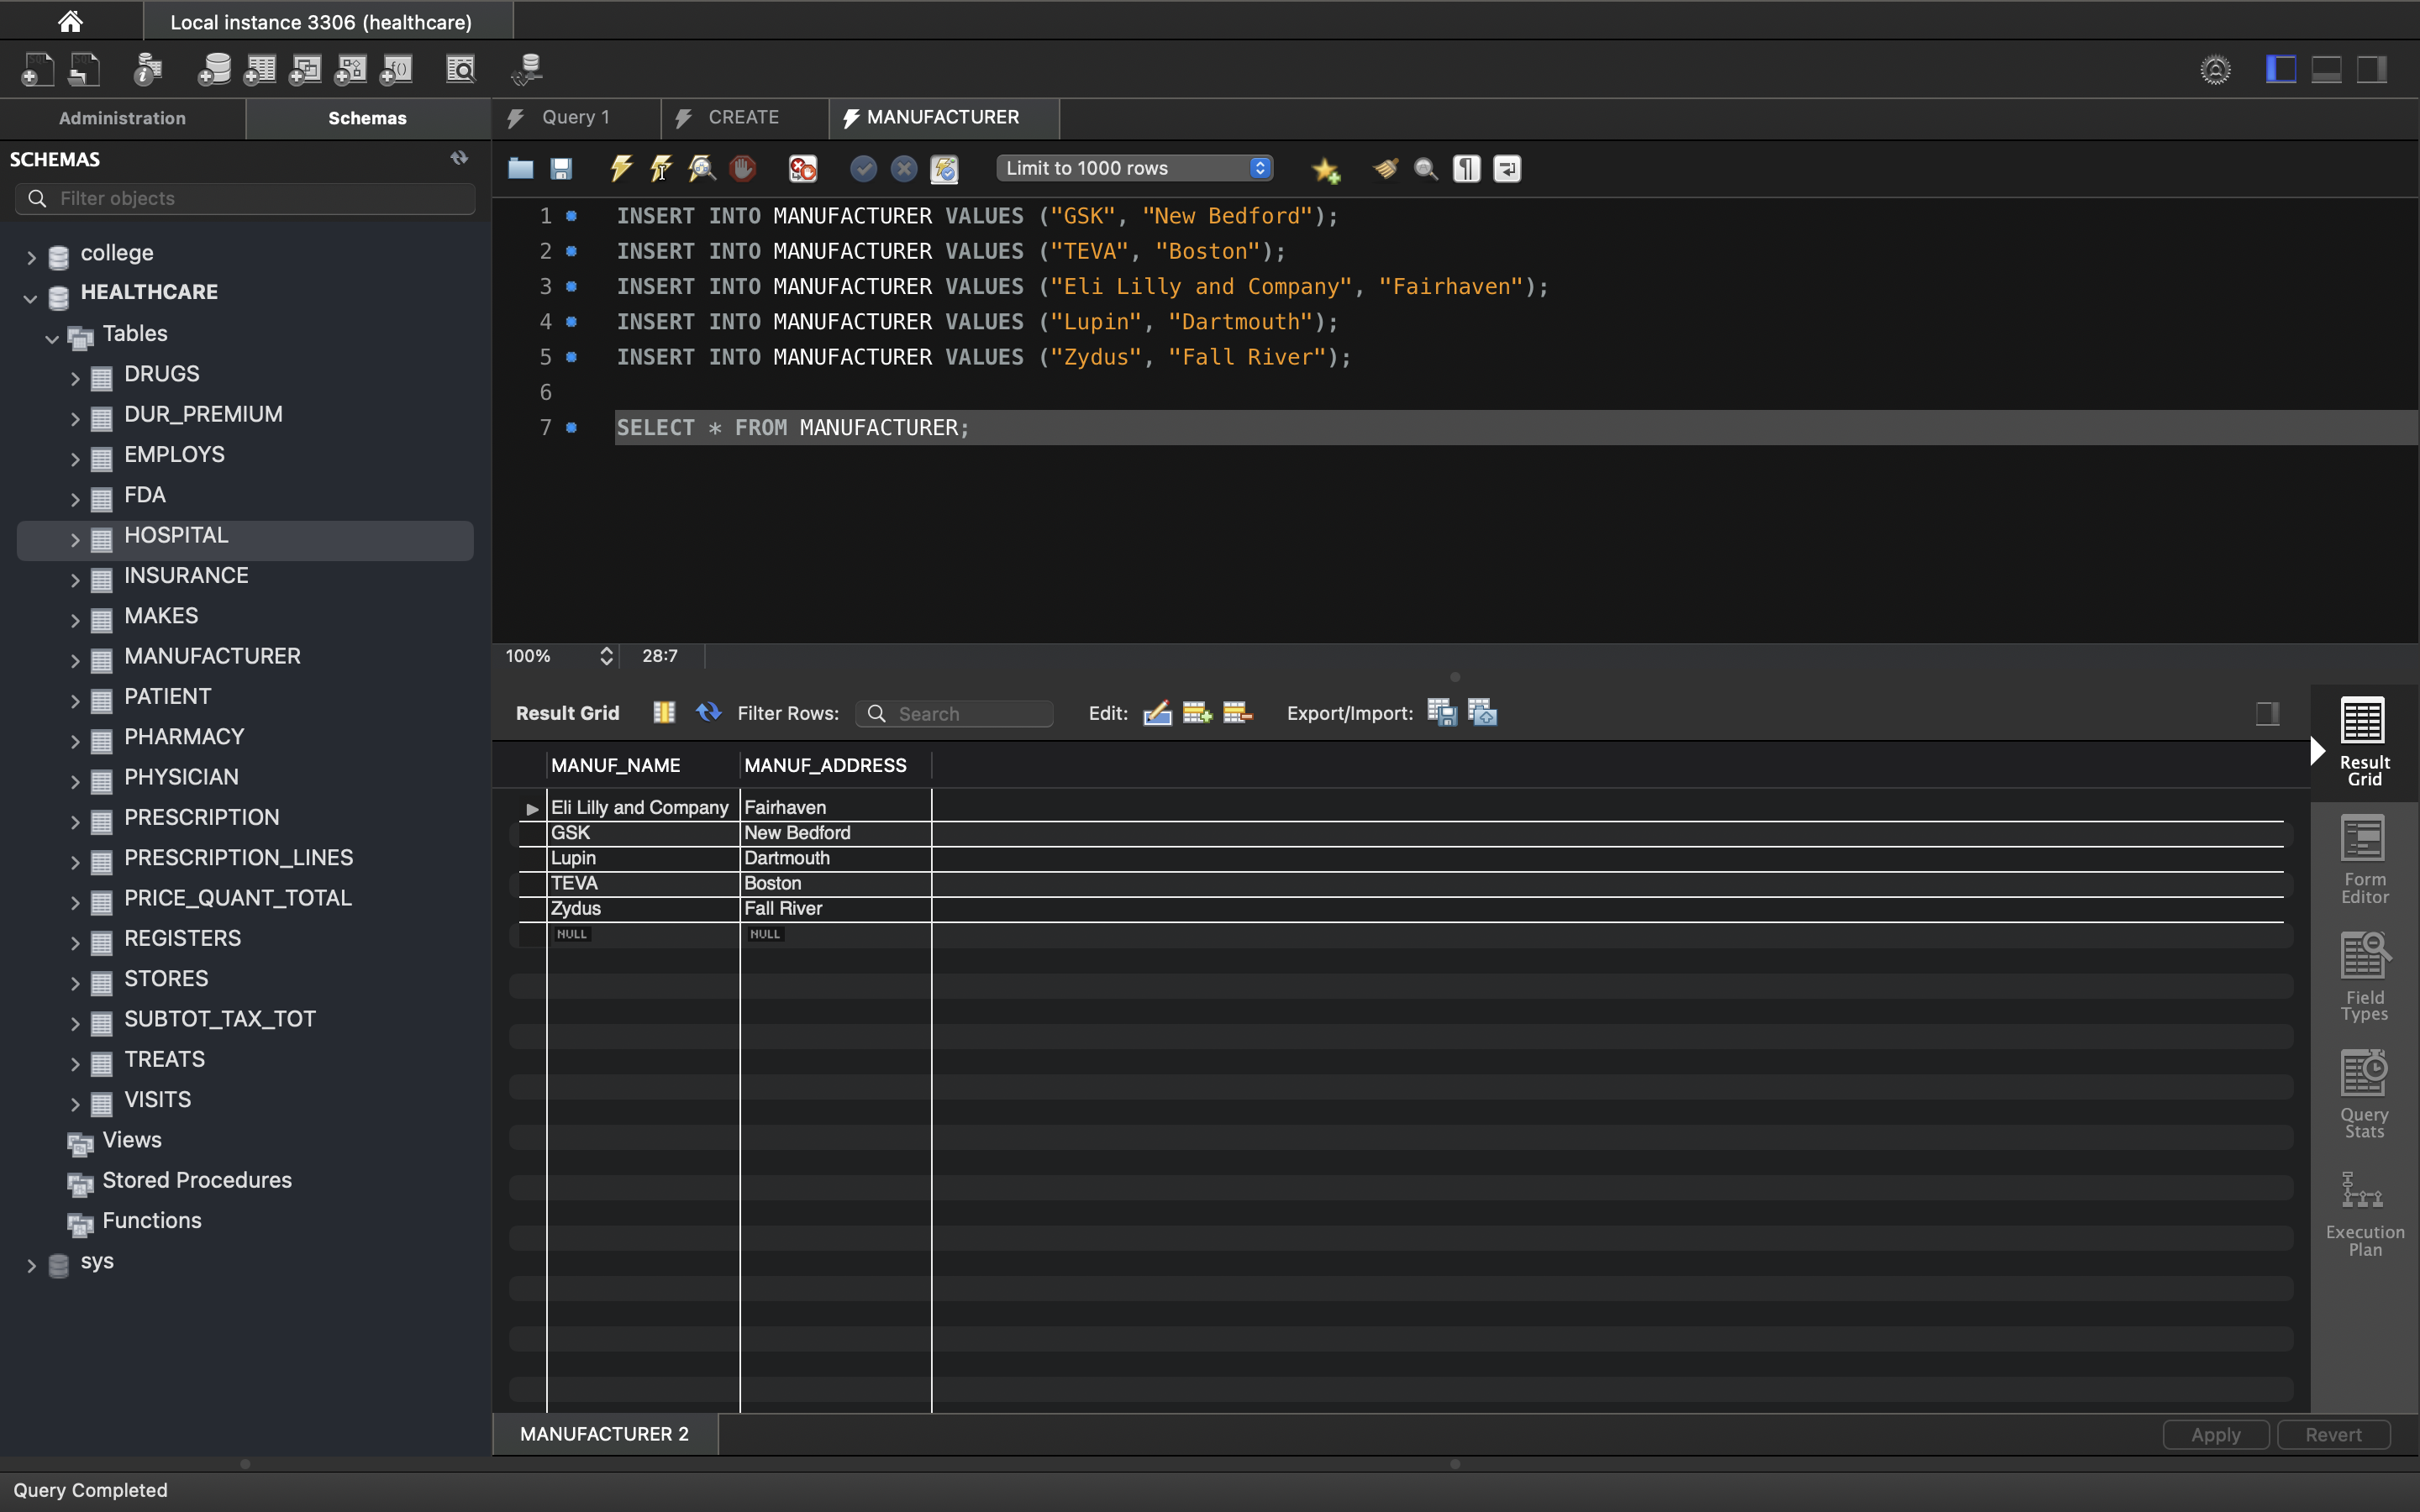 Local instance 3306 (healthcare)
Administration
Schemas
Query 1
CREATE
MANUFACTURER
SCHEMAS
Filter objects
college
HEALTHCARE
Tables
DRUGS
DUR_PREMIUM
EMPLOYS
FDA
HOSPITAL
INSURANCE
MAKES
MANUFACTURER
PATIENT
PHARMACY
PHYSICIAN
PRESCRIPTION
PRESCRIPTION_LINES
PRICE_QUANT_TOTAL
REGISTERS
STORES
SUBTOT_TAX_TOT
TREATS
VISITS
Views
Stored Procedures
Functions
sys
Limit to 1000 rows
1 INSERT INTO MANUFACTURER VALUES ("GSK", "New Bedford");
2 INSERT INTO MANUFACTURER VALUES ("TEVA", "Boston");
3 INSERT INTO MANUFACTURER VALUES ("Eli Lilly and Company", "Fairhaven");
4 INSERT INTO MANUFACTURER VALUES ("Lupin", "Dartmouth");
5 INSERT INTO MANUFACTURER VALUES ("Zydus", "Fall River");
6
7 SELECT * FROM MANUFACTURER;
100% 28:7
Result Grid Filter Rows: Search Edit: Export/Import:
MANUF_NAME MANUF_ADDRESS
Eli Lilly and Company Fairhaven
GSK New Bedford
Lupin Dartmouth
TEVA Boston
Zydus Fall River
NULL NULL
Result
Grid
Form
Editor
Field
Types
Query
Stats
Execution
Plan
MANUFACTURER 2
Apply
Revert
Query Completed